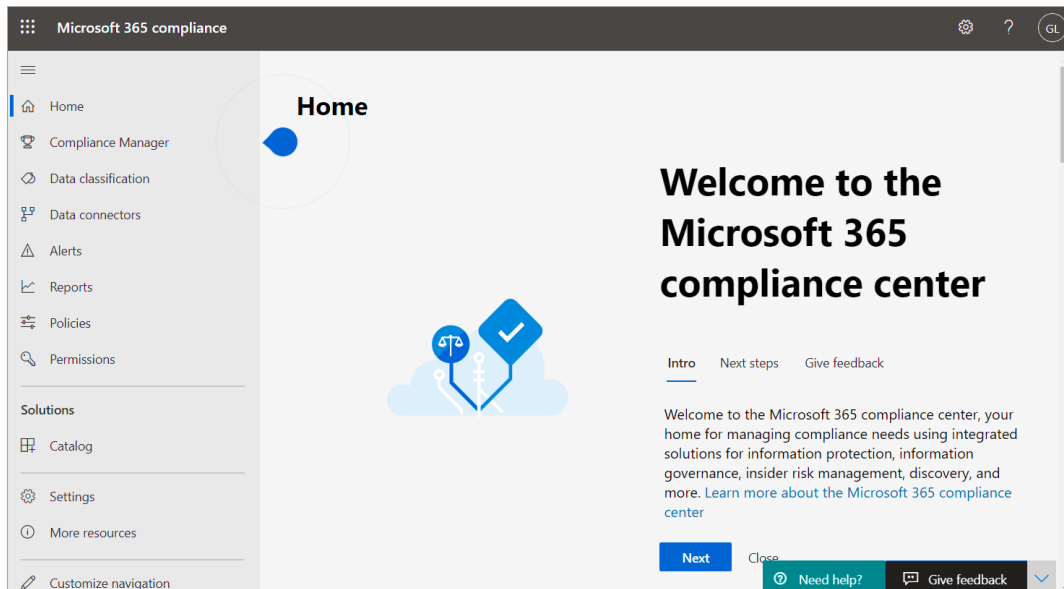 Microsoft 365 compliance
?
GL
Home
Compliance Manager
Data classification
Data connectors
Alerts
Reports
Policies
Permissions
Solutions
Catalog
Settings
More resources
Customize navigation
Home
Welcome to the
Microsoft 365
compliance center
Intro Next steps Give feedback
Welcome to the Microsoft 365 compliance center, your
home for managing compliance needs using integrated
solutions for information protection, information
governance, insider risk management, discovery, and
more. Learn more about the Microsoft 365 compliance
center
Next Close
Need help? Give feedback